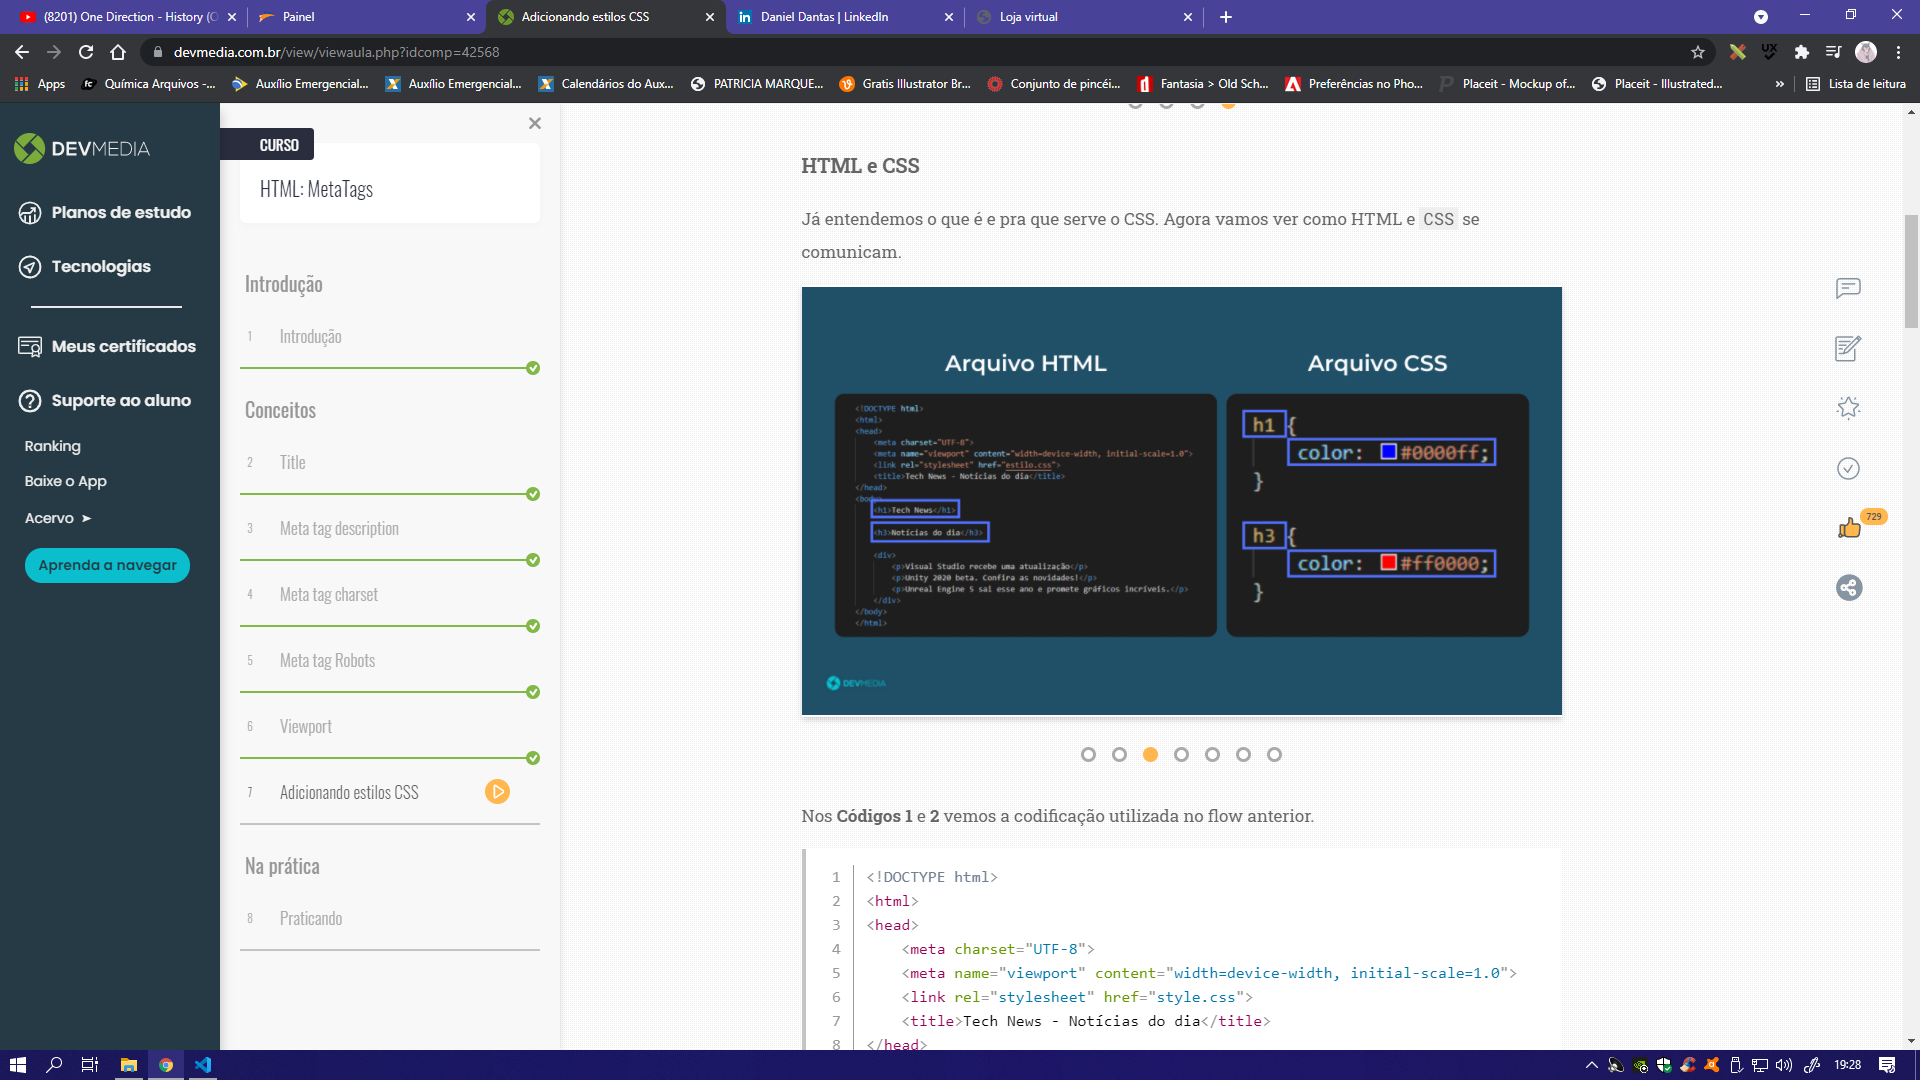 (8201) One Direction - History (O
Painel
Adicionando estilos CSS
Daniel Dantas | LinkedIn
Loja virtual
devmedia.com.br/view/viewaula.php?idcomp=42568
Apps
Química Arquivos -...
Auxílio Emergencial...
Auxílio Emergencial...
Calendários do Aux...
PATRICIA MARQUE...
Gratis Illustrator Br...
Conjunto de pincéi...
Fantasia > Old Sch...
Preferências no Pho...
Placeit - Mockup of...
Placeit - Illustrated...
»
Lista de leitura
DEVMEDIA
Planos de estudo
Tecnologias
Meus certificados
Suporte ao aluno
Ranking
Baixe o App
Acervo ➤
Aprenda a navegar
CURSO
HTML: MetaTags
Introdução
1 Introdução
Conceitos
2 Title
3 Meta tag description
4 Meta tag charset
5 Meta tag Robots
6 Viewport
7 Adicionando estilos CSS
Na prática
8 Praticando
HTML e CSS
Já entendemos o que é e pra que serve o CSS. Agora vamos ver como HTML e CSS se
comunicam.
Arquivo HTML
<!DOCTYPE html>
<html>
<head>
<meta charset="UTF-8">
<meta name="viewport" content="width=device-width, initial-scale=1.0">
<link rel="stylesheet" href="estilo.css">
<title>Tech News - Notícias do dia</title>
</head>
<body>
<h1>Tech News</h1>
<h3>Notícias do dia</h3>
<div>
<p>Visual Studio recebe uma atualização</p>
<p>Unity 2020 beta. Confira as novidades!</p>
<p>Unreal Engine 5 sai esse ano e promete gráficos incríveis.</p>
</div>
</body>
</html>
Arquivo CSS
h1 {
color: #0000ff;
}
h3 {
color: #ff0000;
}
DEVMEDIA
Nos Códigos 1 e 2 vemos a codificação utilizada no flow anterior.
1 <!DOCTYPE html>
2 <html>
3 <head>
4 <meta charset="UTF-8">
5 <meta name="viewport" content="width=device-width, initial-scale=1.0">
6 <link rel="stylesheet" href="style.css">
7 <title>Tech News - Notícias do dia</title>
8 </head>
729
19:28